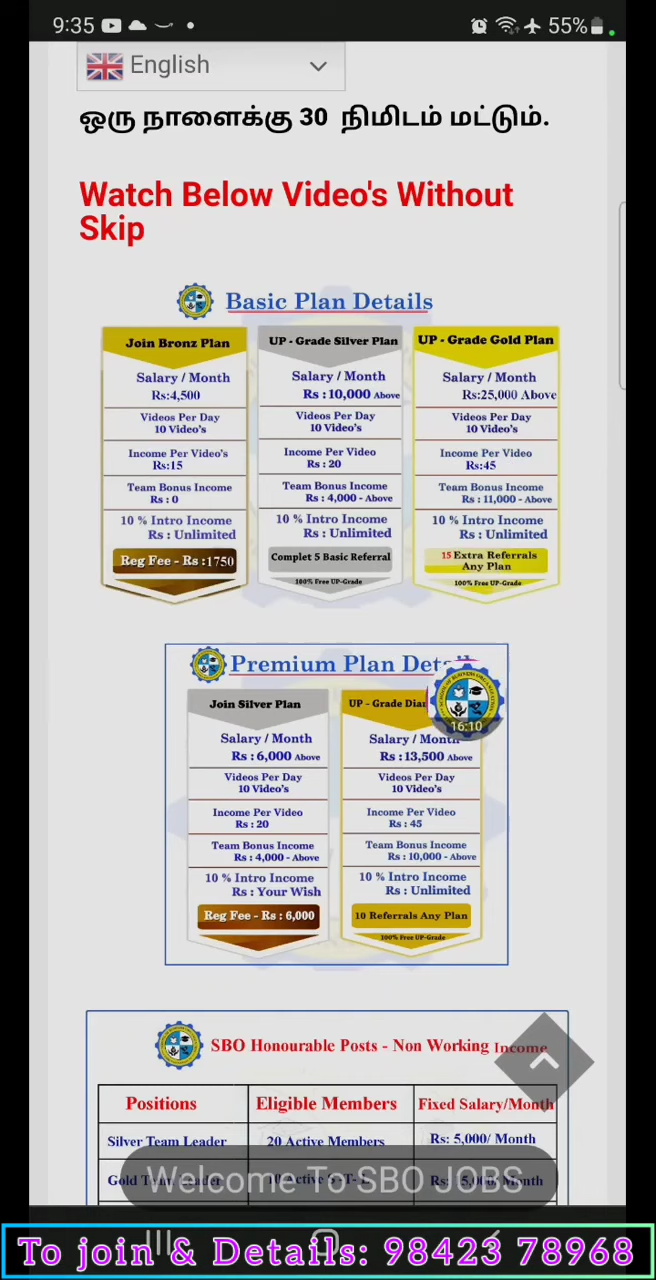 9:35
55%
English
ஒரு நாளைக்கு 30 நிமிடம் மட்டும்.
Watch Below Video's Without
Skip
Basic Plan Details
Join Bronz Plan
Salary / Month
Rs:4,500
Videos Per Day
10 Video's
Income Per Video's
Rs:15
Team Bonus Income
Rs : 0
10 % Intro Income
Rs : Unlimited
Reg Fee - Rs :1750
UP - Grade Silver Plan
Salary / Month
Rs : 10,000 Above
Videos Per Day
10 Video's
Income Per Video
Rs : 20
Team Bonus Income
Rs : 4,000 - Above
10 % Intro Income
Rs : Unlimited
Complet 5 Basic Referral
100% Free UP-Grade
UP - Grade Gold Plan
Salary / Month
Rs:25,000 Above
Videos Per Day
10 Video's
Income Per Video
Rs:45
Team Bonus Income
Rs : 11,000 - Above
10 % Intro Income
Rs : Unlimited
15 Extra Referrals
Any Plan
100% Free UP-Grade
Premium Plan
Join Silver Plan
Salary / Month
Rs : 6,000 Above
Videos Per Day
10 Video's
Income Per Video
Rs : 20
Team Bonus Income
Rs : 4,000 - Above
10 % Intro Income
Rs : Your Wish
Reg Fee - Rs : 6,000
UP - Grade
Salary / Month
Rs : 13,500 Above
Videos Per Day
10 Video's
Income Per Video
Rs : 45
Team Bonus Income
Rs : 10,000 - Above
10 % Intro Income
Rs : Unlimited
10 Referrals Any Plan
100% Free UP-Grade
16:10
SBO Honourable Posts - Non Working Income
Positions Eligible Members Fixed Salary/Month
Silver Team Leader 20 Active Members Rs: 5,000/ Month
Gold Team Leader
Welcome To SBO JOBS
To join & Details: 98423 78968